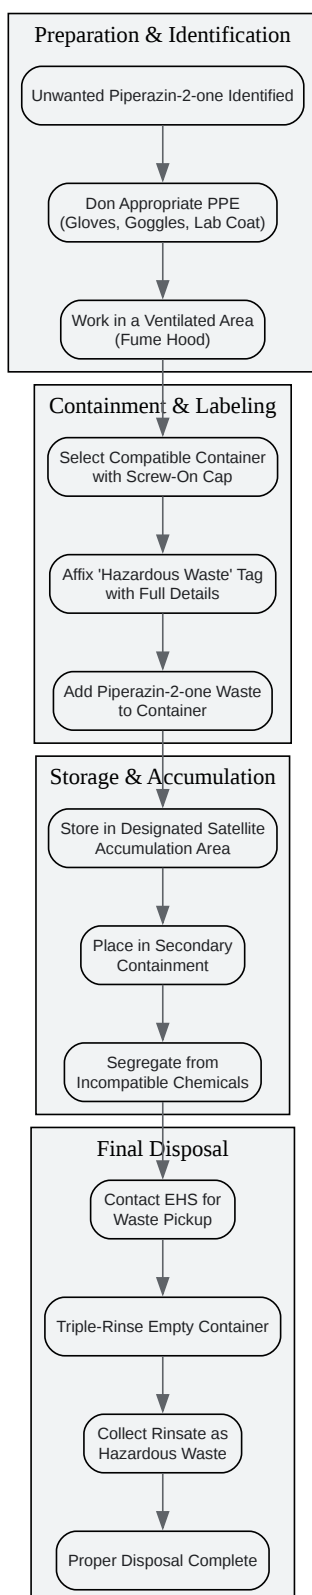 Preparation & Identification
Unwanted Piperazin-2-one Identified
Don Appropriate PPE
(Gloves, Goggles, Lab Coat)
Work in a Ventilated Area
(Fume Hood)
Containment & Labeling
Select Compatible Container
with Screw-On Cap
Affix 'Hazardous Waste' Tag
with Full Details
Add Piperazin-2-one Waste
to Container
Storage & Accumulation
Store in Designated Satellite
Accumulation Area
Place in Secondary
Containment
Segregate from
Incompatible Chemicals
Final Disposal
Contact EHS for
Waste Pickup
Triple-Rinse Empty Container
Collect Rinsate as
Hazardous Waste
Proper Disposal Complete